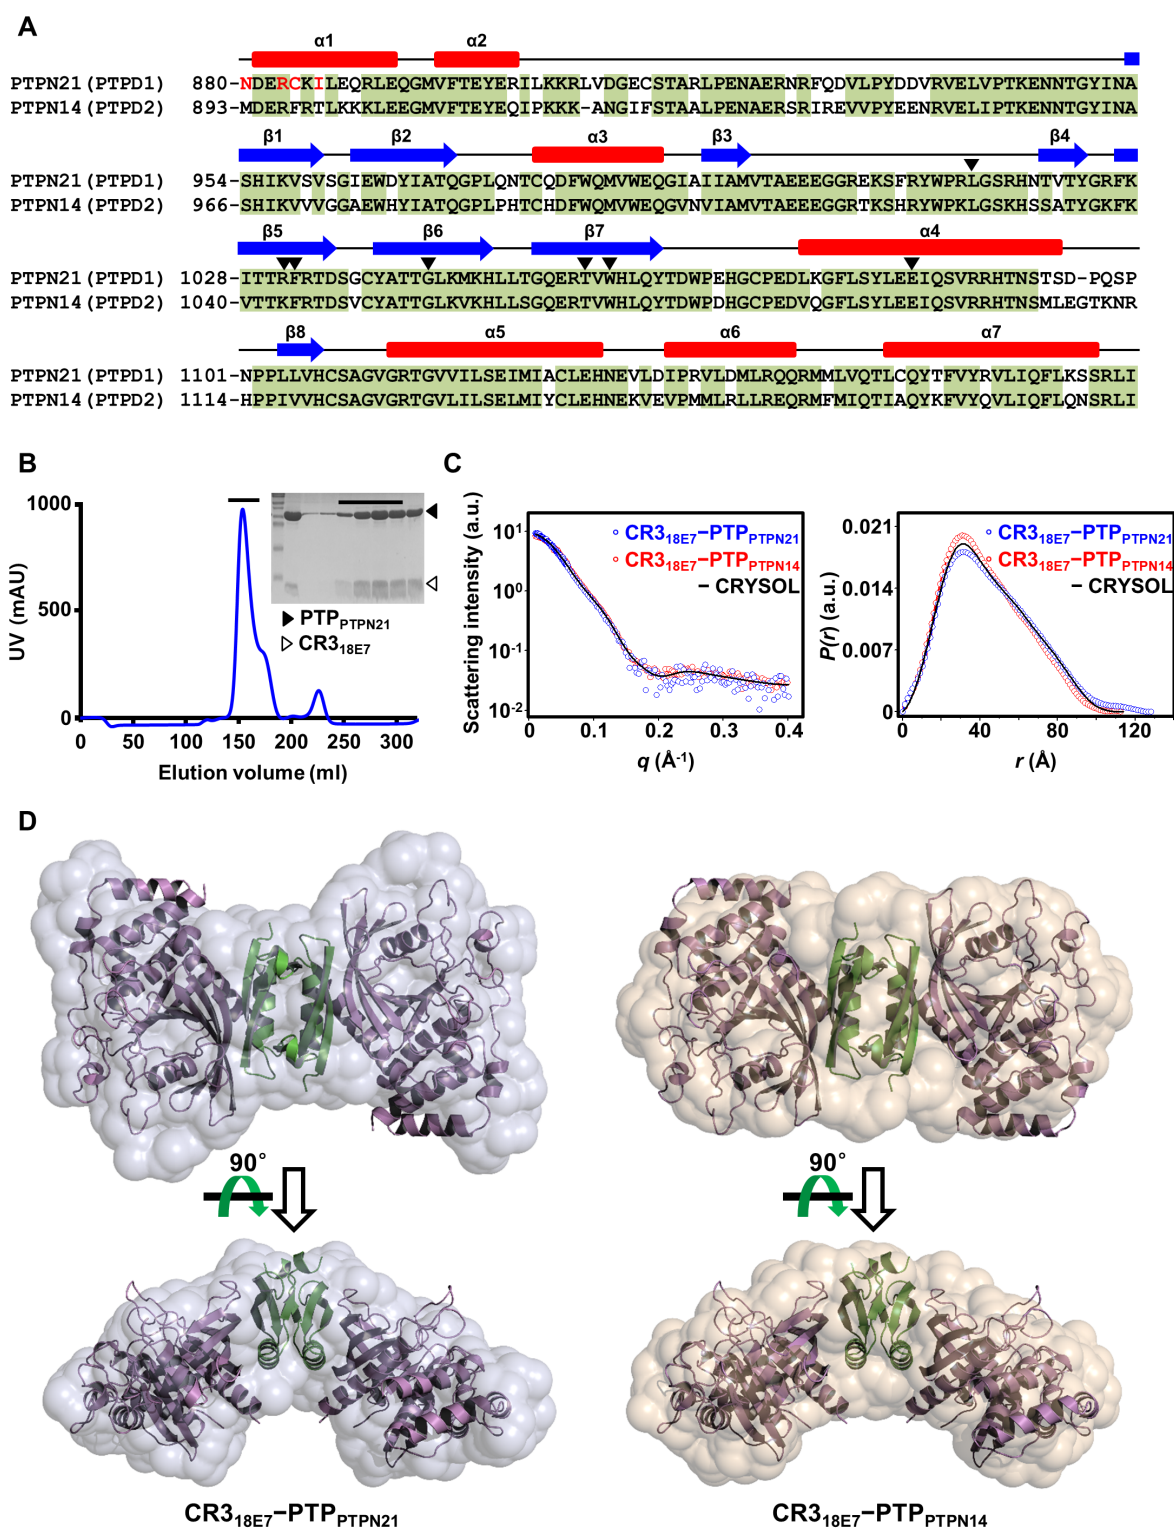 A
α1 α2
PTPN21(PTPD1) 880-NDERCKILEQRLEQGMVFTEYERILKKRLVDGECSTARLPENAERNRFQDVLPYDDVRVELVPTKENNTGYINA
PTPN14(PTPD2) 893-MDERFRTLKKKLEEGMVFTEYEQIPKKK-ANGIFSTAALPENAERSRIREVVPYEENRVELIPTKENNTGYINA
β1 β2 α3 β3 β4
PTPN21(PTPD1) 954-SHIKVSVSGIEWDYIATQGPLQNTCQDFWQMVWEQGIAIIAMVTAEEEGGREKSFRYWPRLGSRHNTVTYGRFK
PTPN14(PTPD2) 966-SHIKVVVGGAEWHYIATQGPLPHTCHDFWQMVWEQGVNVIAMVTAEEEGGRTKSHRYWPKLGSKHSSATYGKFK
β5 β6 β7 α4
PTPN21(PTPD1) 1028-ITTRFRTDSGCYATTGLKMKHLLTGQERTVWHLQYTDWPEHGCPEDLKGFLSYLEEIQSVRRHTNSTSD-PQSP
PTPN14(PTPD2) 1040-VTTKFRTDSVCYATTGLKVKHLLSGQERTVWHLQYTDWPDHGCPEDVQGFLSYLEEIQSVRRHTNSMLEGTKNR
β8 α5 α6 α7
PTPN21(PTPD1) 1101-NPPLLVHCSAGVGRTGVVILSEIMIACLEHNEVLDIPRVLDMLRQQRMMLVQTLCQYTFVYRVLIQFLKSSRLI
PTPN14(PTPD2) 1114-HPPIVVHCSAGVGRTGVLILSELMIYCLEHNEKVEVPMMLRLLREQRMFMIQTIAQYKFVYQVLIQFLQNSRLI
B
UV (mAU)
1000
500
0
0 50 100 150 200 250 300
Elution volume (ml)
PTPPTPN21
CR318E7
C
Scattering intensity (a.u.)
10¹
10⁰
10-¹
10-²
0 0.1 0.2 0.3 0.4
q (Å-1)
CR318E7−PTPPTPN21
CR318E7−PTPPTPN14
− CRYSOL
P(r) (a.u.)
0.021
0.014
0.007
0
0 40 80 120
r (Å)
CR318E7−PTPPTPN21
CR318E7−PTPPTPN14
− CRYSOL
D
90°
90°
CR318E7−PTPPTPN21
CR318E7−PTPPTPN14